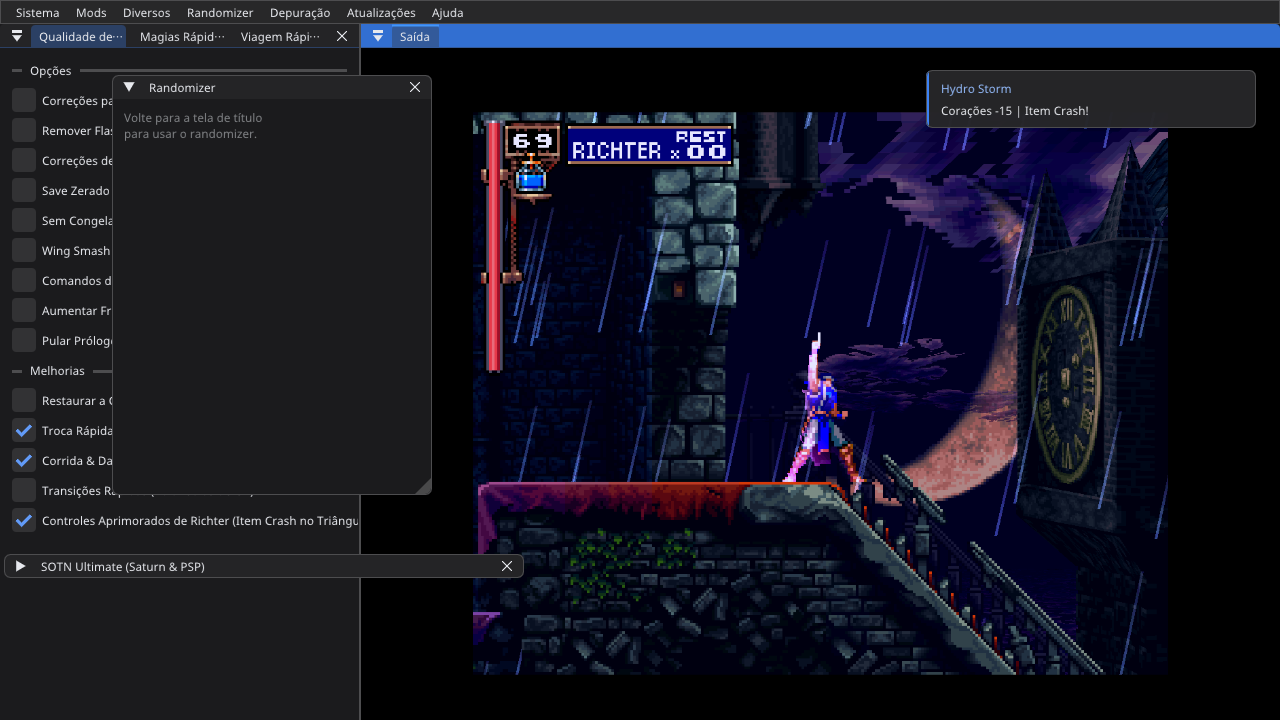 Sistema Mods Diversos Randomizer Depuração Atualizações Ajuda
Qualidade de··· Magias Rápid··· Viagem Rápi··· Saída
Opções
Correções pa
Remover Flas
Correções de
Save Zerado
Sem Congela
Wing Smash
Comandos d
Aumentar Fr
Pular Prólogo
Melhorias
Restaurar a
Troca Rápida
Corrida & Da
Transições
Controles Aprimorados de Richter (Item Crash no Triângu
Randomizer
Volte para a tela de título
para usar o randomizer.
SOTN Ultimate (Saturn & PSP)
Hydro Storm
Corações -15 | Item Crash!
69
REST
RICHTER x 00